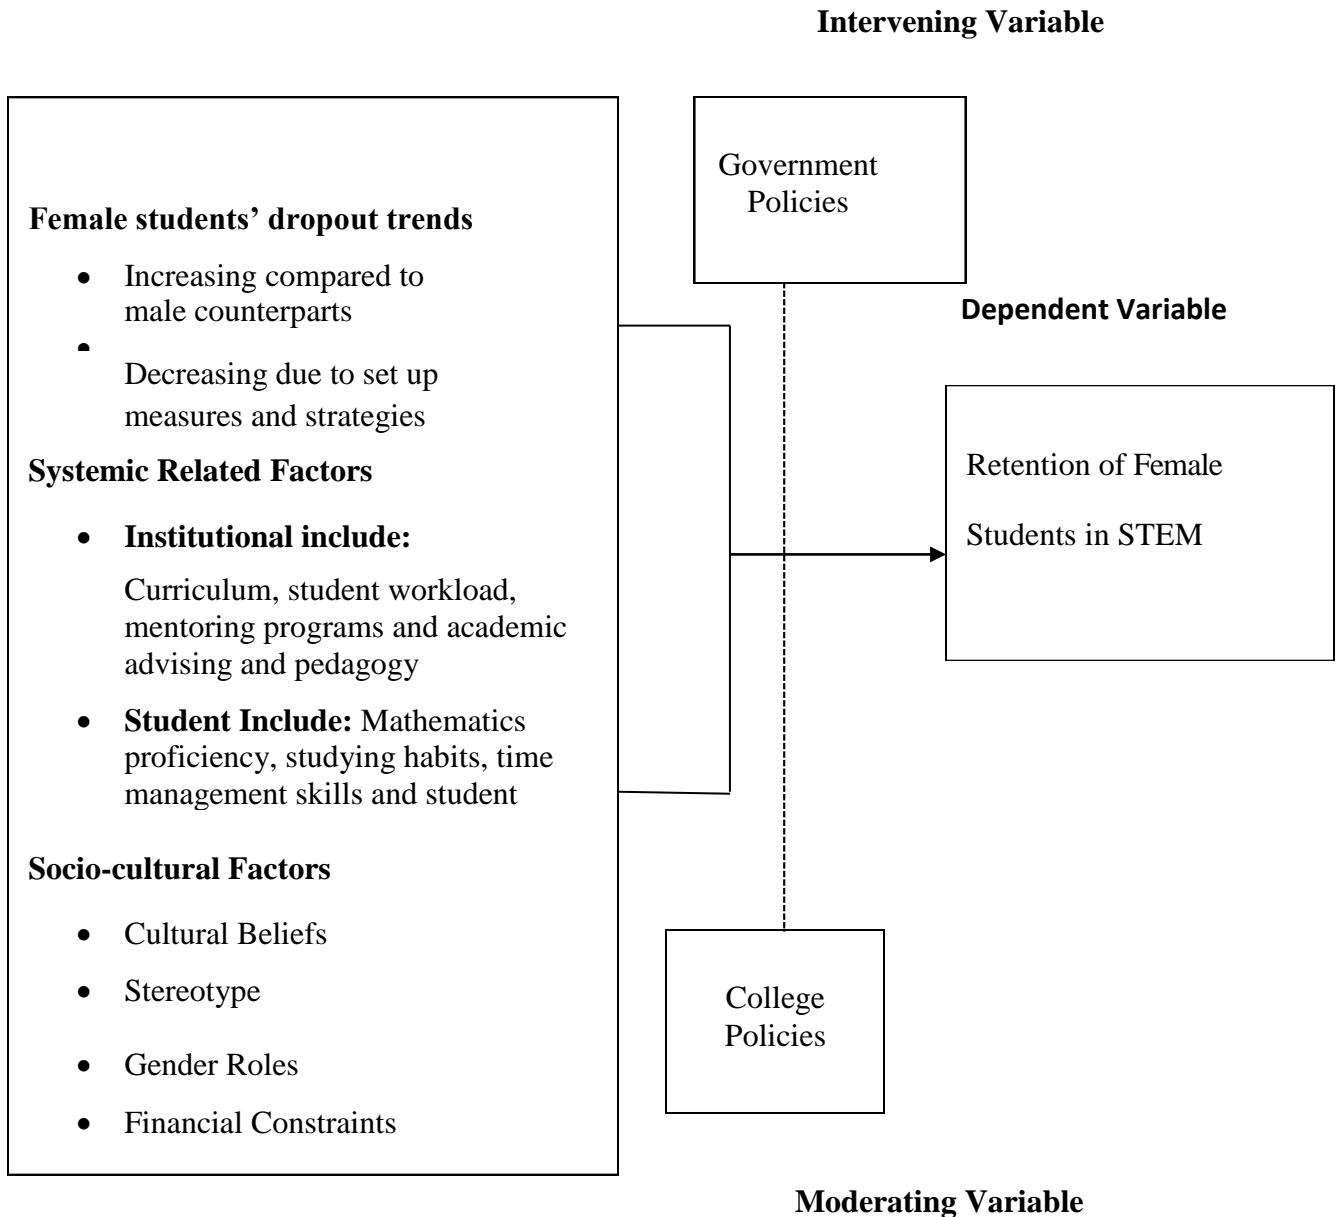 Intervening Variable
Female students’ dropout trends
• Increasing compared to
male counterparts
•
Decreasing due to set up
measures and strategies
Systemic Related Factors
• Institutional include:
Curriculum, student workload,
mentoring programs and academic
advising and pedagogy
• Student Include: Mathematics
proficiency, studying habits, time
management skills and student
Socio-cultural Factors
• Cultural Beliefs
• Stereotype
• Gender Roles
• Financial Constraints
Government
Policies
Dependent Variable
Retention of Female
Students in STEM
College
Policies
Moderating Variable